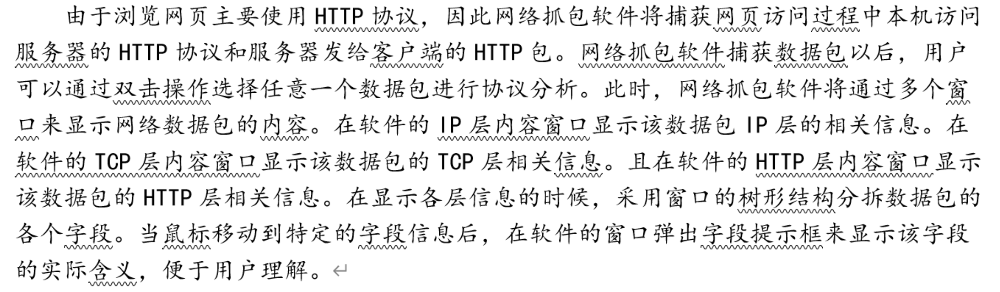 由于浏览网页主要使用 HTTP 协议，因此网络抓包软件将捕获网页访问过程中本机访问
服务器的 HTTP 协议和服务器发给客户端的 HTTP 包。网络抓包软件捕获数据包以后，用户
可以通过双击操作选择任意一个数据包进行协议分析。此时，网络抓包软件将通过多个窗
口来显示网络数据包的内容。在软件的 IP 层内容窗口显示该数据包 IP 层的相关信息。在
软件的 TCP 层内容窗口显示该数据包的 TCP 层相关信息。且在软件的 HTTP 层内容窗口显示
该数据包的 HTTP 层相关信息。在显示各层信息的时候，采用窗口的树形结构分拆数据包的
各个字段。当鼠标移动到特定的字段信息后，在软件的窗口弹出字段提示框来显示该字段
的实际含义，便于用户理解。↵